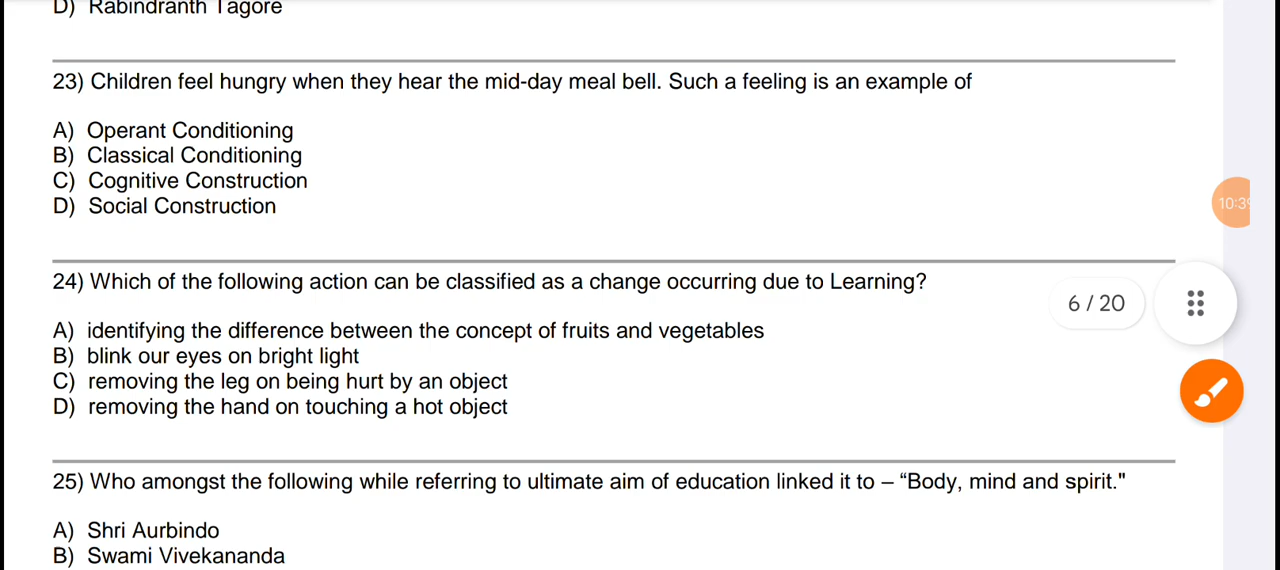 D) Rabindranth Tagore
23) Children feel hungry when they hear the mid-day meal bell. Such a feeling is an example of
A) Operant Conditioning
B) Classical Conditioning
C) Cognitive Construction
D) Social Construction
24) Which of the following action can be classified as a change occurring due to Learning?
A) identifying the difference between the concept of fruits and vegetables
B) blink our eyes on bright light
C) removing the leg on being hurt by an object
D) removing the hand on touching a hot object
25) Who amongst the following while referring to ultimate aim of education linked it to – “Body, mind and spirit."
A) Shri Aurbindo
B) Swami Vivekananda
6 / 20